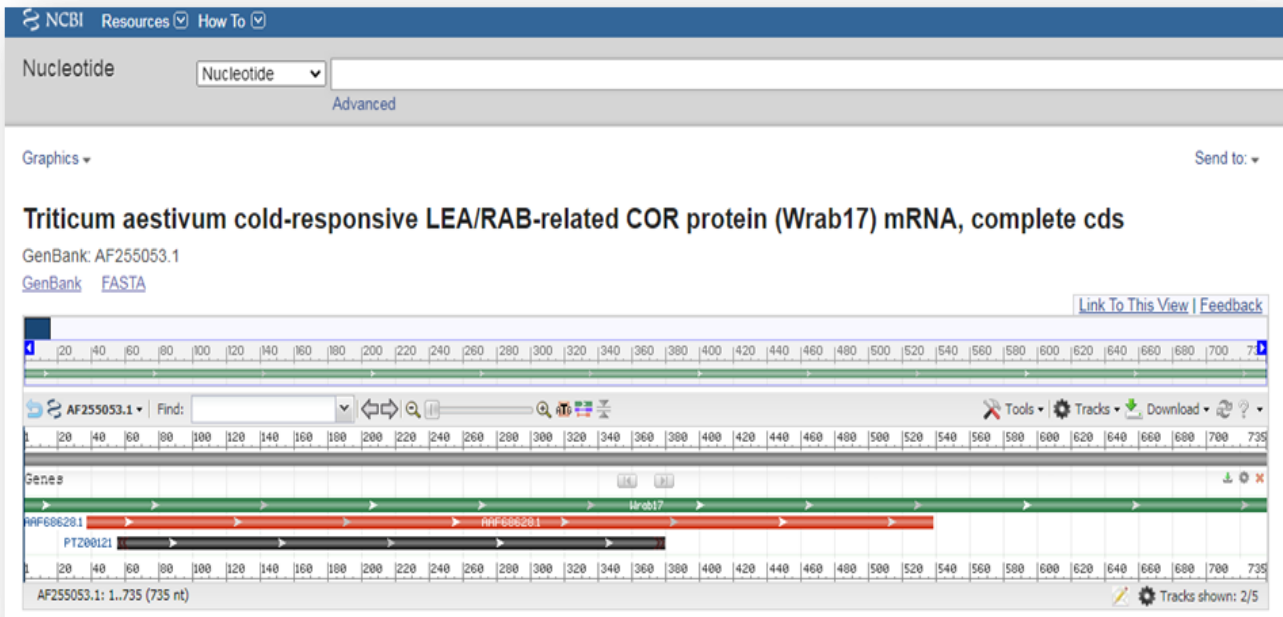 NCBI Resources How To
Nucleotide Nucleotide
Advanced
Graphics Send to:
Triticum aestivum cold-responsive LEA/RAB-related COR protein (Wrab17) mRNA, complete cds
GenBank: AF255053.1
GenBank FASTA
Link To This View | Feedback
20 40 60 80 100 120 140 160 180 200 220 240 260 280 300 320 340 360 380 400 420 440 460 480 500 520 540 560 580 600 620 640 660 680 700
AF255053.1 Find: Tools Tracks Download ?
1 20 40 60 80 100 120 140 160 180 200 220 240 260 280 300 320 340 360 380 400 420 440 460 480 500 520 540 560 580 600 620 640 660 680 700 735
Genes
Wrab17
AAF68628.1 AAF68628.1
PTZ00121
1 20 40 60 80 100 120 140 160 180 200 220 240 260 280 300 320 340 360 380 400 420 440 460 480 500 520 540 560 580 600 620 640 660 680 700 735
AF255053.1: 1..735 (735 nt) Tracks shown: 2/5